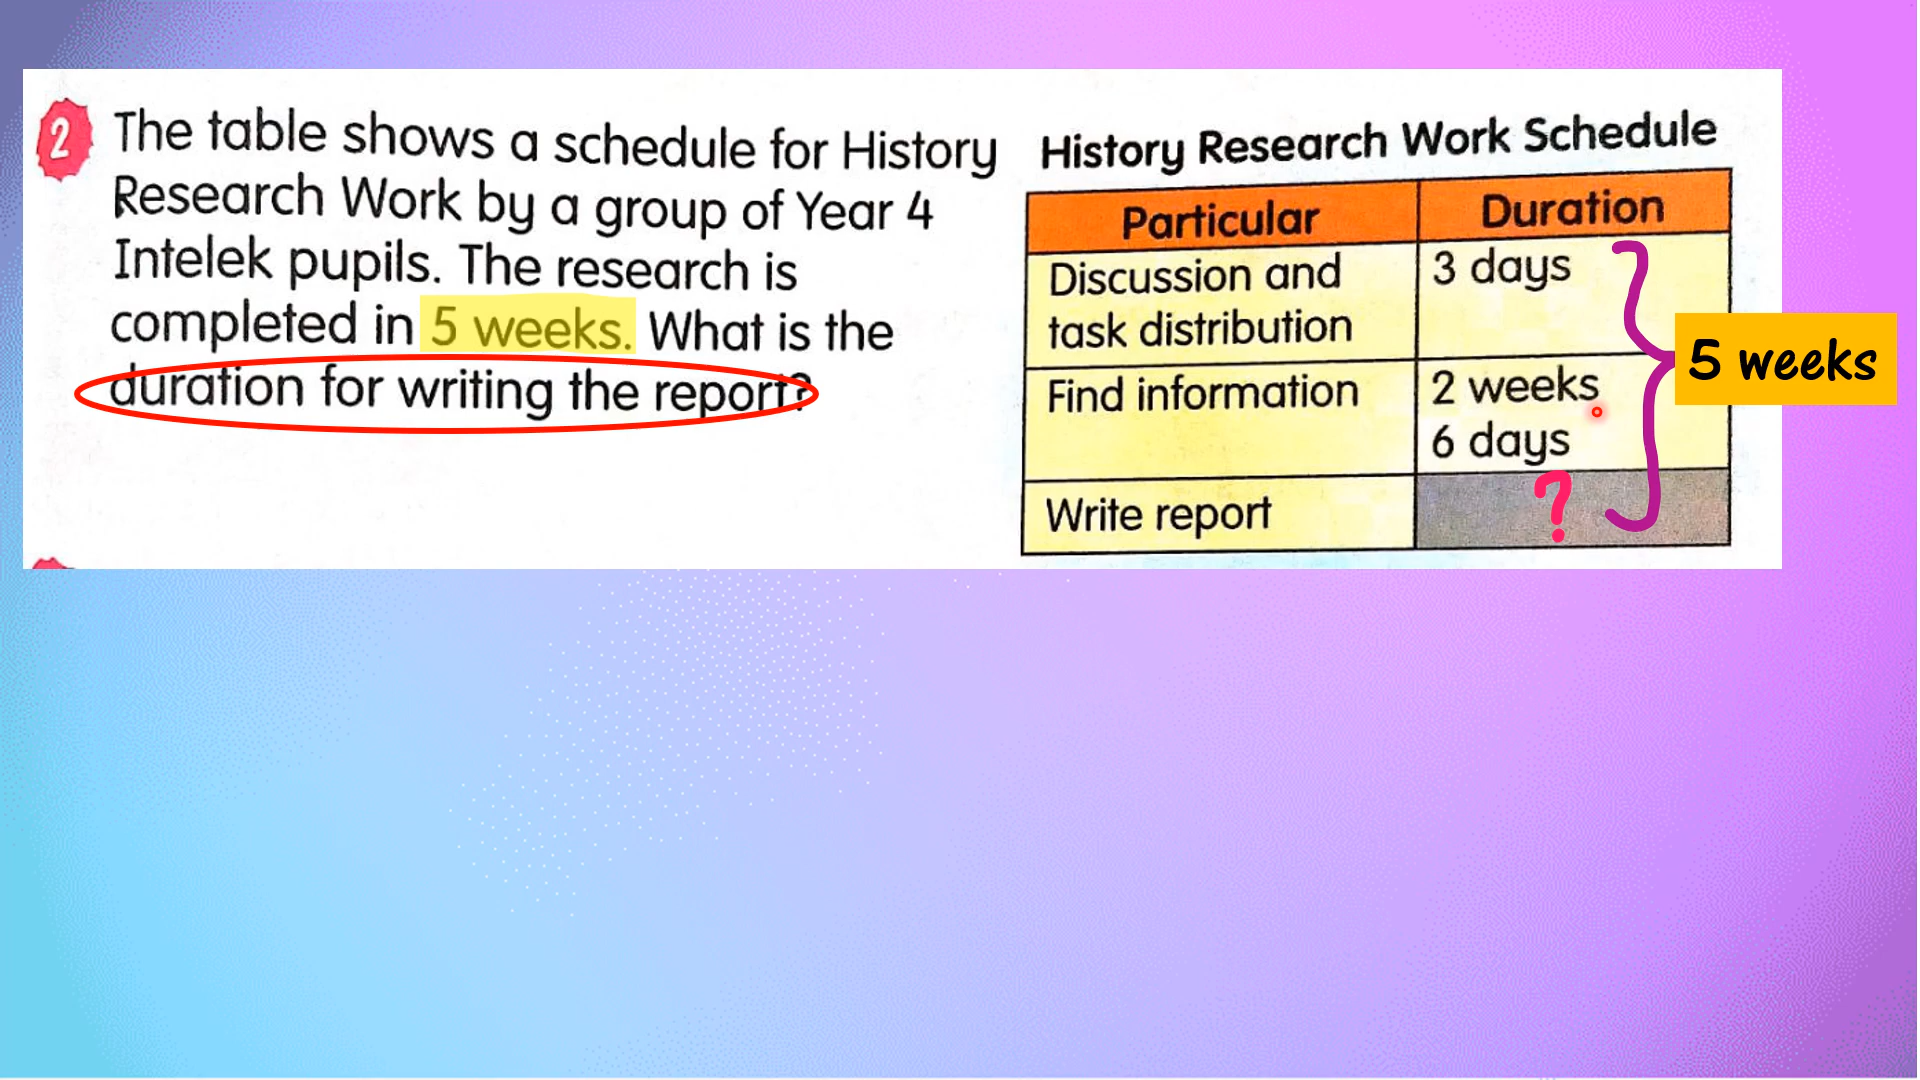 2
The table shows a schedule for History
Research Work by a group of Year 4
Intelek pupils. The research is
completed in 5 weeks. What is the
duration for writing the report?
History Research Work Schedule
Particular Duration
Discussion and 3 days
task distribution
Find information 2 weeks
6 days
Write report ?
5 weeks